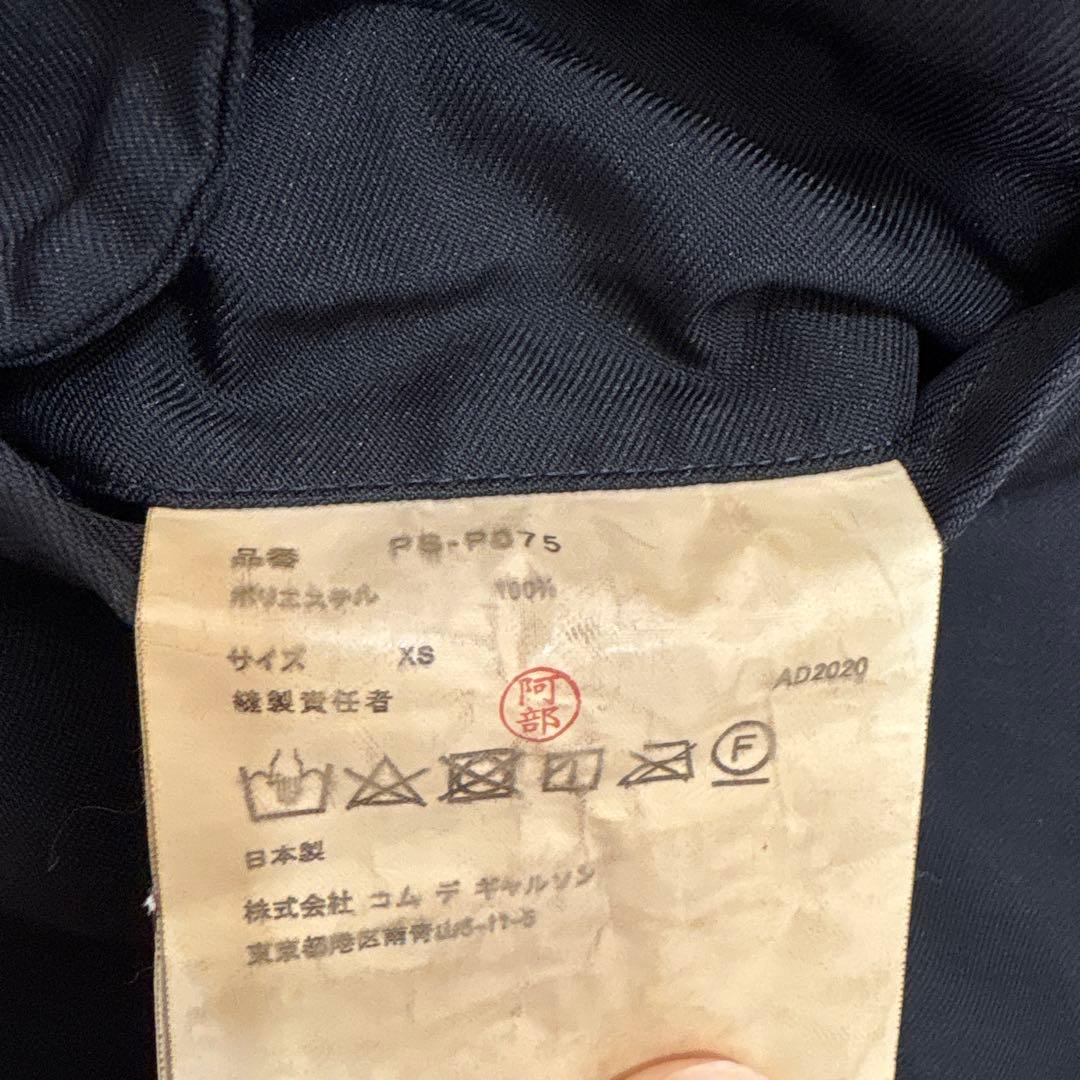 品番 PB-P075
ポリエステル 100%
サイズ XS
縫製責任者
阿部
AD2020
F
日本製
株式会社 コム デ ギャルソン
東京都港区南青山5-11-5